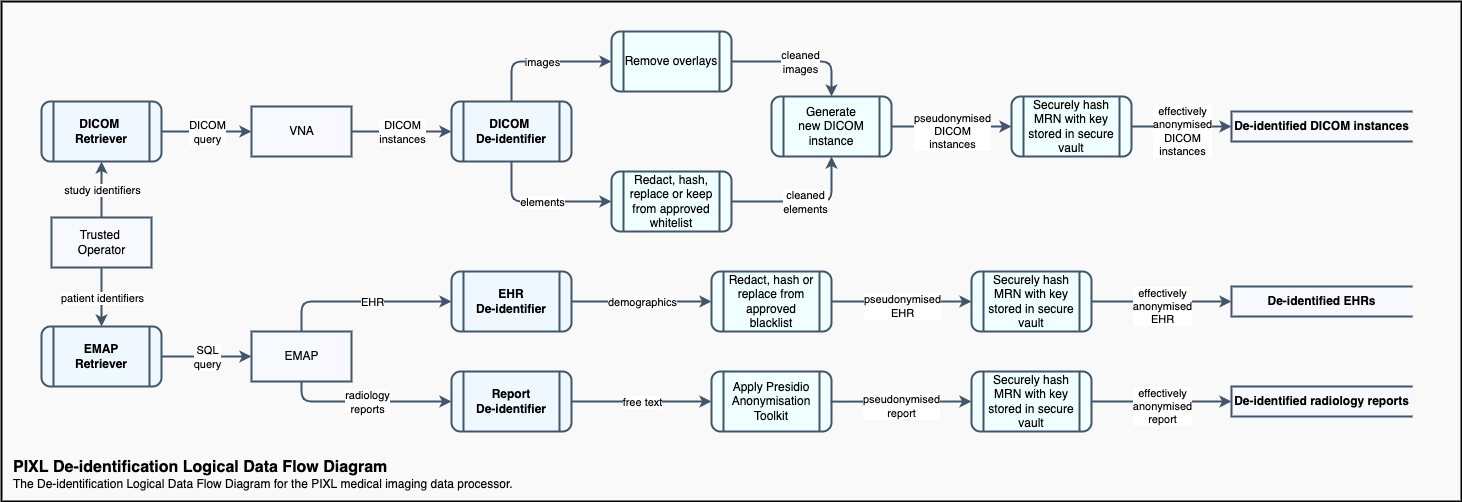 images
Remove overlays
cleaned
images
DICOM
Retriever
DICOM
query
VNA
DICOM
instances
DICOM
De-identifier
Generate
new DICOM
instance
pseudonymised
DICOM
instances
Securely hash
MRN with key
stored in secure
vault
effectively
anonymised
DICOM
instances
De-identified DICOM instances
study identifiers
elements
Redact, hash,
replace or keep
from approved
whitelist
cleaned
elements
Trusted
Operator
patient identifiers
EHR
EHR
De-identifier
demographics
Redact, hash or
replace from
approved
blacklist
pseudonymised
EHR
Securely hash
MRN with key
stored in secure
vault
effectively
anonymised
EHR
De-identified EHRs
EMAP
Retriever
SQL
query
EMAP
radiology
reports
Report
De-identifier
free text
Apply Presidio
Anonymisation
Toolkit
pseudonymised
report
Securely hash
MRN with key
stored in secure
vault
effectively
anonymised
report
De-identified radiology reports
PIXL De-identification Logical Data Flow Diagram
The De-identification Logical Data Flow Diagram for the PIXL medical imaging data processor.